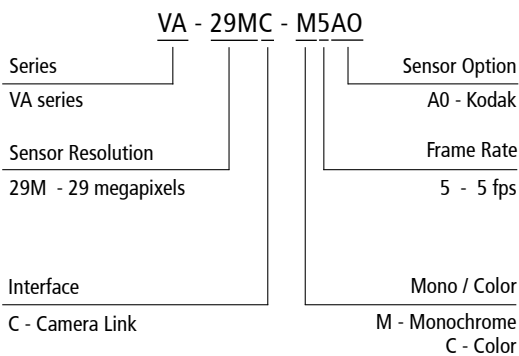 VA - 29MC - M5AO
Series
VA series
Sensor Resolution
29M - 29 megapixels
Interface
C - Camera Link
Sensor Option
A0 - Kodak
Frame Rate
5 - 5 fps
Mono / Color
M - Monochrome
C - Color